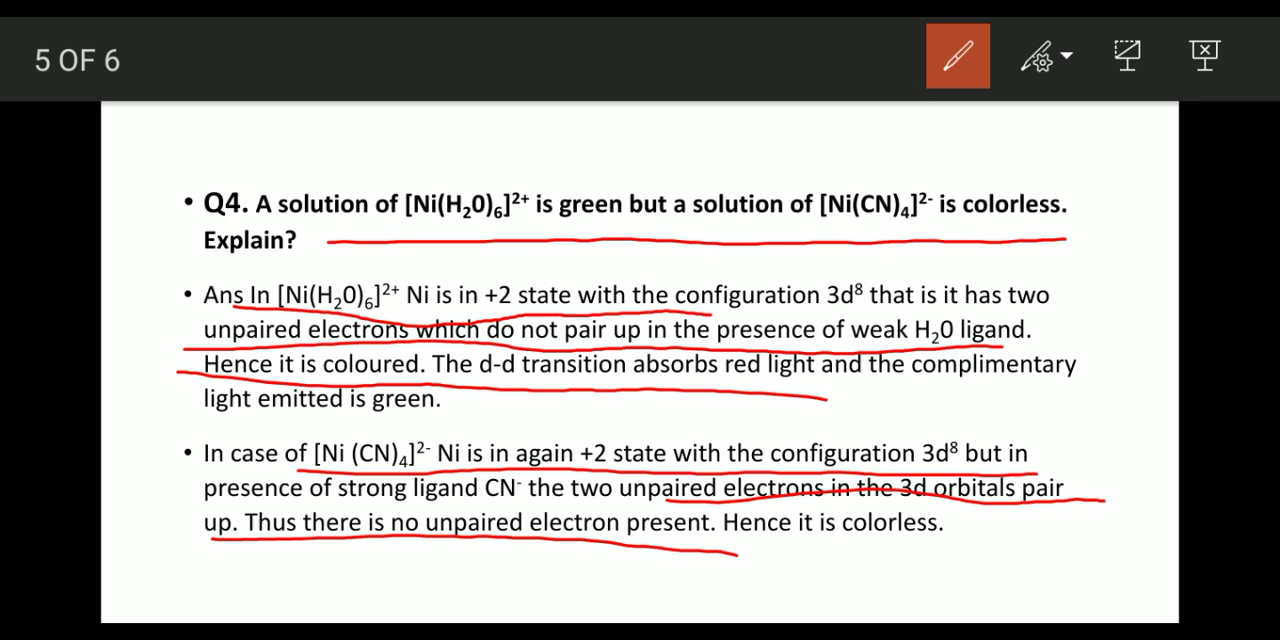 5 OF 6
• Q4. A solution of [Ni(H₂0)₆]²⁺ is green but a solution of [Ni(CN)₄]²⁻ is colorless.
Explain?
• Ans In [Ni(H₂0)₆]²⁺ Ni is in +2 state with the configuration 3d⁸ that is it has two
unpaired electrons which do not pair up in the presence of weak H₂0 ligand.
Hence it is coloured. The d-d transition absorbs red light and the complimentary
light emitted is green.
• In case of [Ni (CN)₄]²⁻ Ni is in again +2 state with the configuration 3d⁸ but in
presence of strong ligand CN⁻ the two unpaired electrons in the 3d orbitals pair
up. Thus there is no unpaired electron present. Hence it is colorless.